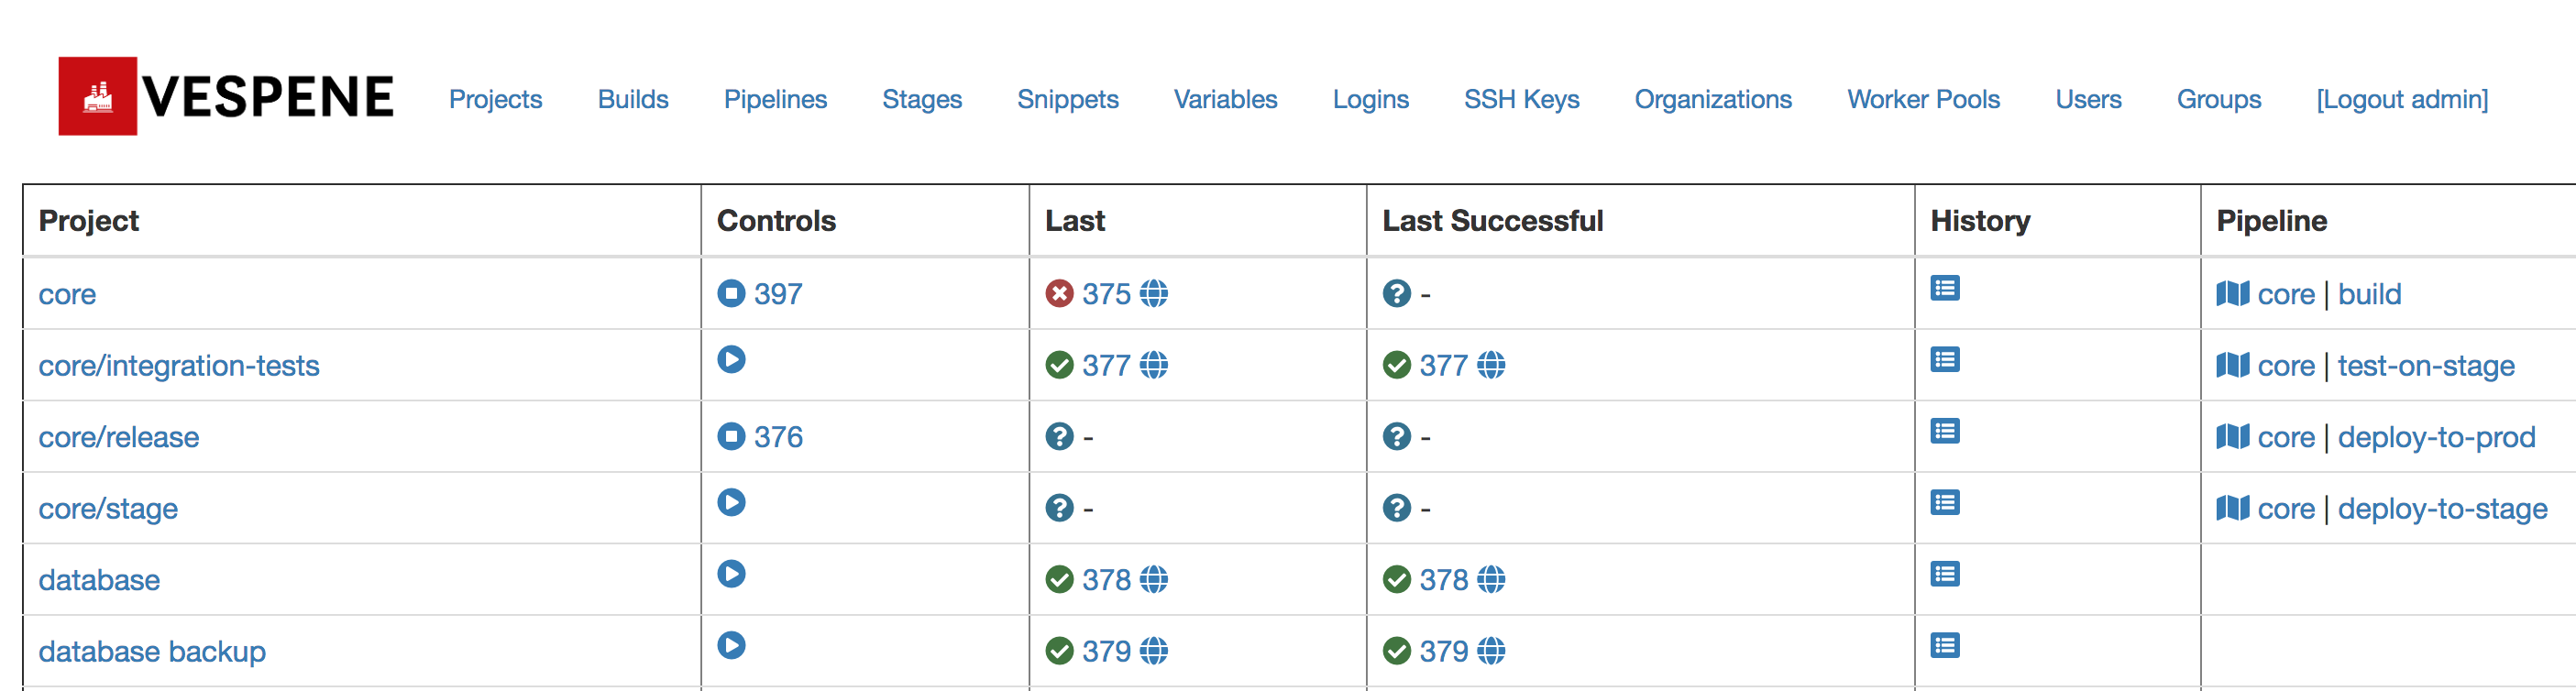 VESPENE Projects Builds Pipelines Stages Snippets Variables Logins SSH Keys Organizations Worker Pools Users Groups [Logout admin]
Project Controls Last Last Successful History Pipeline
core 397 375 - core | build
core/integration-tests 377 377 core | test-on-stage
core/release 376 - - core | deploy-to-prod
core/stage - - core | deploy-to-stage
database 378 378
database backup 379 379